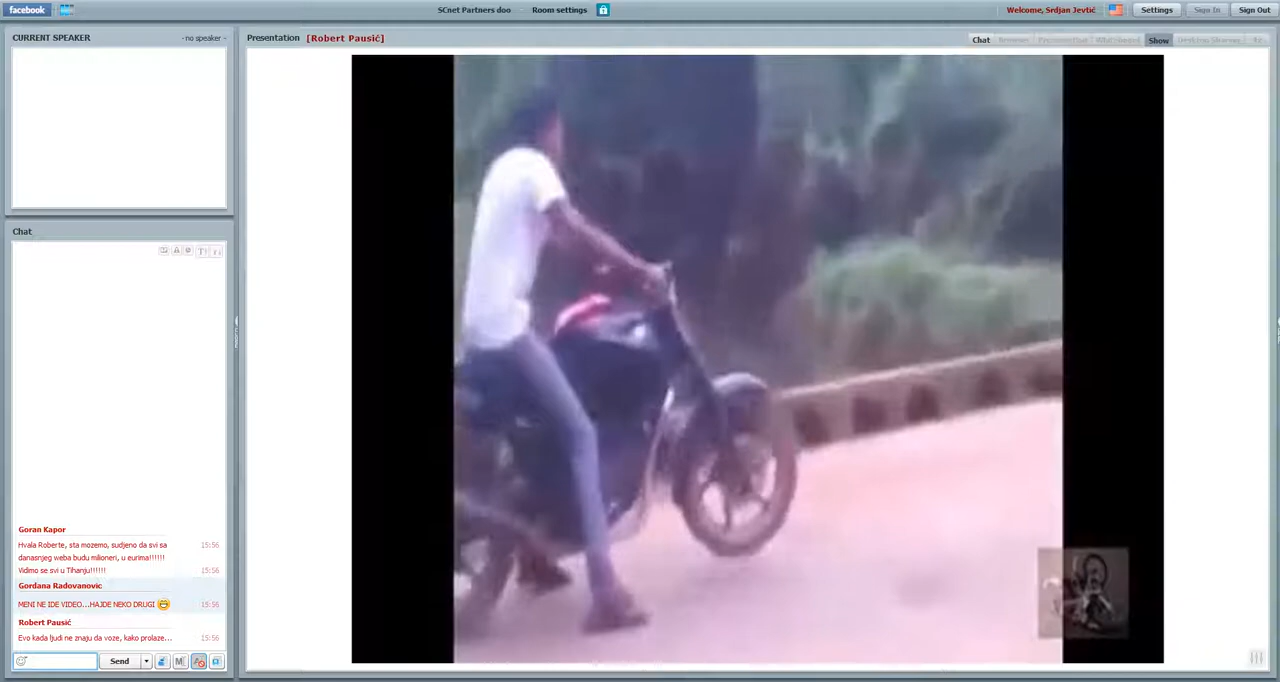 facebook
SCnet Partners doo
Room settings
Welcome, Srdjan Jevtić
Settings
Sign In
Sign Out
CURRENT SPEAKER
- no speaker -
Presentation [Robert Pausić]
Chat
Presentation
Show
Chat
Goran Kapor
Hvala Roberte, sta mozemo, sudjeno da svi sa 15:56
danasnjeg weba budu milioneri, u eurima!!!!!!
Vidimo se svi u Tihanju!!!!!! 15:56
Gordana Radovanovic
MENI NE IDE VIDEO...HAJDE NEKO DRUGI 15:56
Robert Pausić
Evo kada ljudi ne znaju da voze, kako prolaze... 15:56
Send